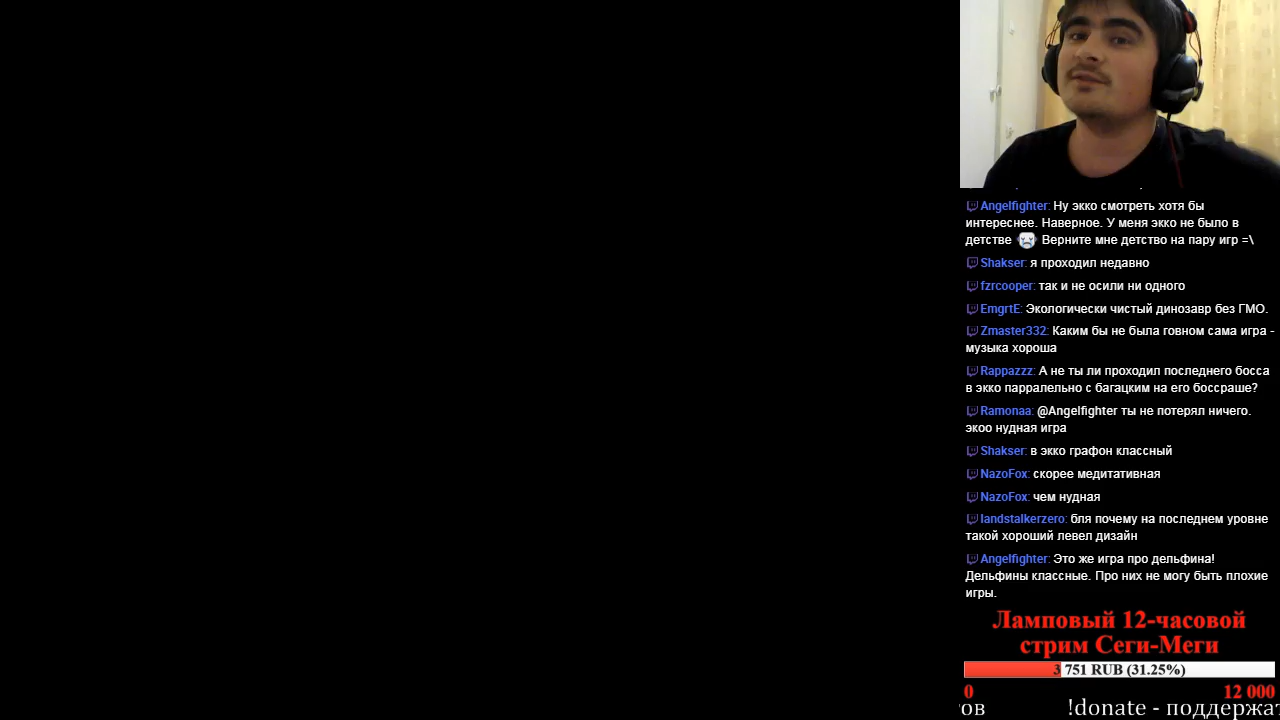 Angelfighter: Ну экко смотреть хотя бы
интереснее. Наверное. У меня экко не было в
детстве Верните мне детство на пару игр =\
Shakser: я проходил недавно
fzrcooper: так и не осили ни одного
EmgrtE: Экологически чистый динозавр без ГМО.
Zmaster332: Каким бы не была говном сама игра -
музыка хороша
Rappazzz: А не ты ли проходил последнего босса
в экко парралельно с багацким на его боссраше?
Ramonaa: @Angelfighter ты не потерял ничего.
экоо нудная игра
Shakser: в экко графон классный
NazoFox: скорее медитативная
NazoFox: чем нудная
landstalkerzero: бля почему на последнем уровне
такой хороший левел дизайн
Angelfighter: Это же игра про дельфина!
Дельфины классные. Про них не могу быть плохие
игры.
Ламповый 12-часовой
стрим Сеги-Меги
3 751 RUB (31.25%)
0 12 000
тов !donate - поддержат